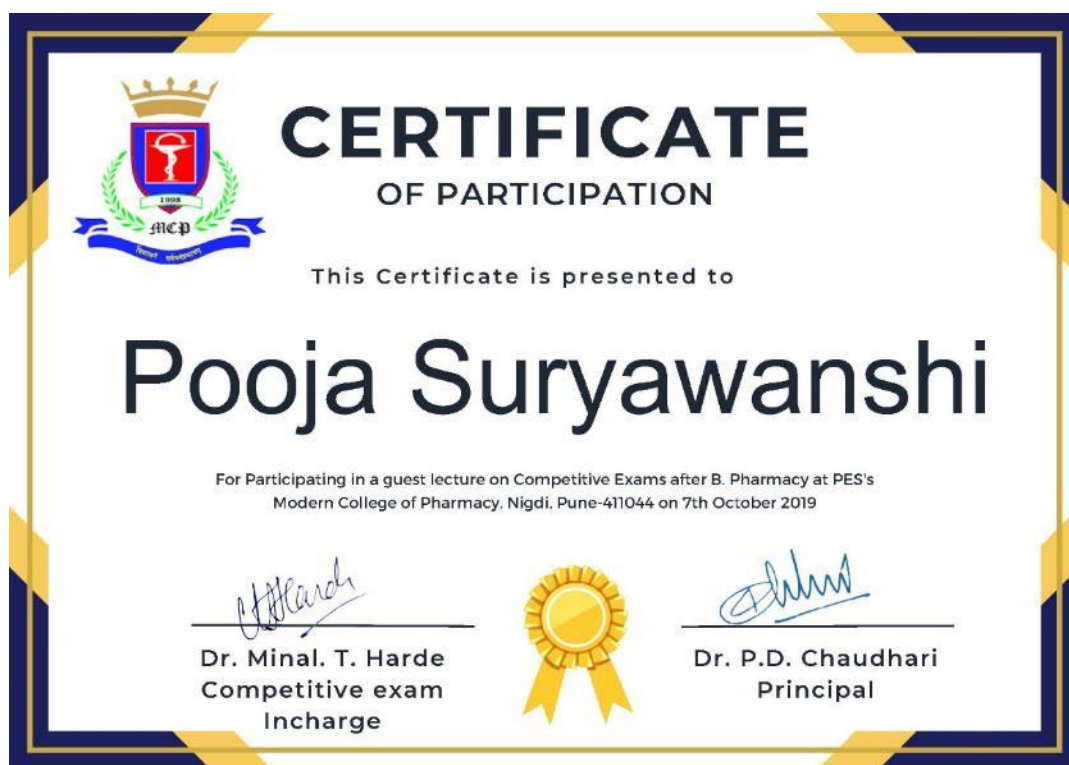 CERTIFICATE
OF PARTICIPATION
1998
MCP
This Certificate is presented to
Pooja Suryawanshi
For Participating in a guest lecture on Competitive Exams after B. Pharmacy at PES's
Modern College of Pharmacy, Nigdi, Pune-411044 on 7th October 2019
Dr. Minal. T. Harde
Competitive exam
Incharge
Dr. P.D. Chaudhari
Principal